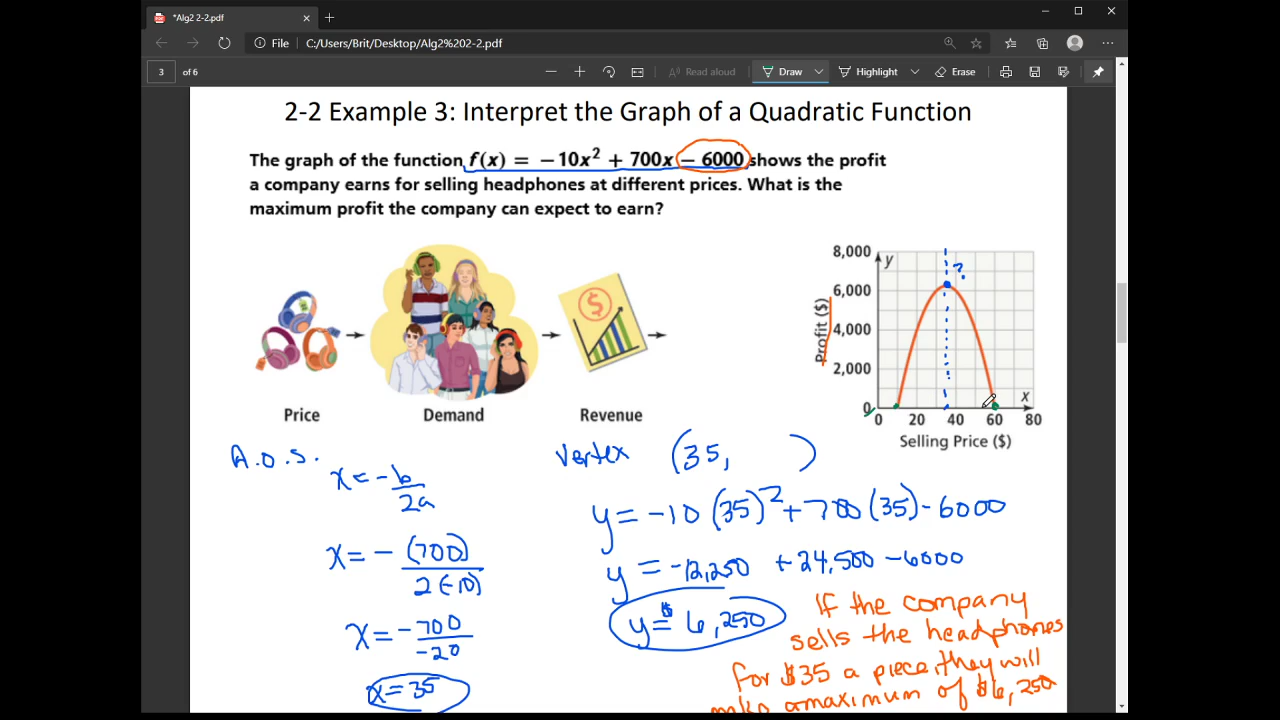 *Alg2 2-2.pdf
File C:/Users/Brit/Desktop/Alg2%202-2.pdf
3 of 6
Read aloud Draw Highlight Erase
2-2 Example 3: Interpret the Graph of a Quadratic Function
The graph of the function f(x) = −10x² + 700x − 6000 shows the profit
a company earns for selling headphones at different prices. What is the
maximum profit the company can expect to earn?
Price
Demand
Revenue
8,000
6,000
4,000
2,000
0
y
?
Profit ($)
x
0 20 40 60 80
Selling Price ($)
A.O.S.
x = -b/2a
x = -(700)/2(-10)
x = -700/-20
x = 35
Vertex (35, )
y = -10(35)² + 700(35) - 6000
y = -12,250 + 24,500 - 6000
y = $6,250
If the company
sells the headphones
for $35 a piece, they will
make a maximum of $6,250